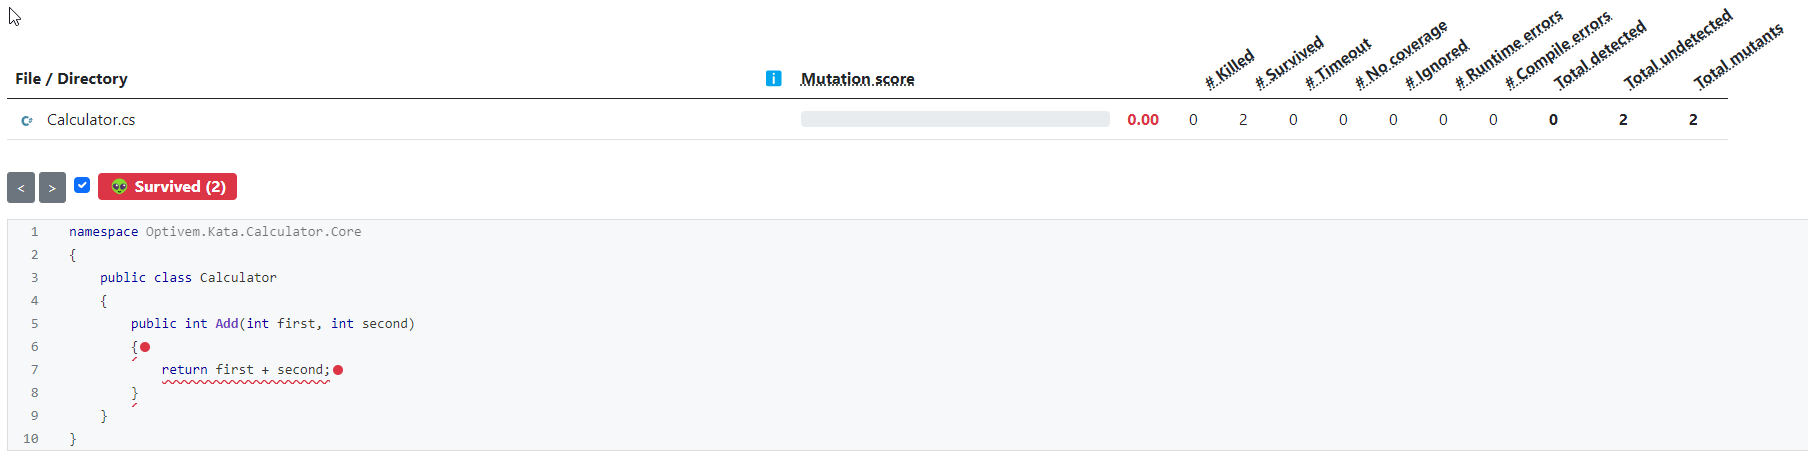 File / Directory
i
Mutation score
# Killed
# Survived
# Timeout
# No coverage
# Ignored
# Runtime errors
# Compile errors
Total detected
Total undetected
Total mutants
C# Calculator.cs 0.00 0 2 0 0 0 0 0 0 2 2
< > 👽 Survived (2)
1 namespace Optivem.Kata.Calculator.Core
2 {
3 public class Calculator
4 {
5 public int Add(int first, int second)
6 {
7 return first + second;
8 }
9 }
10 }